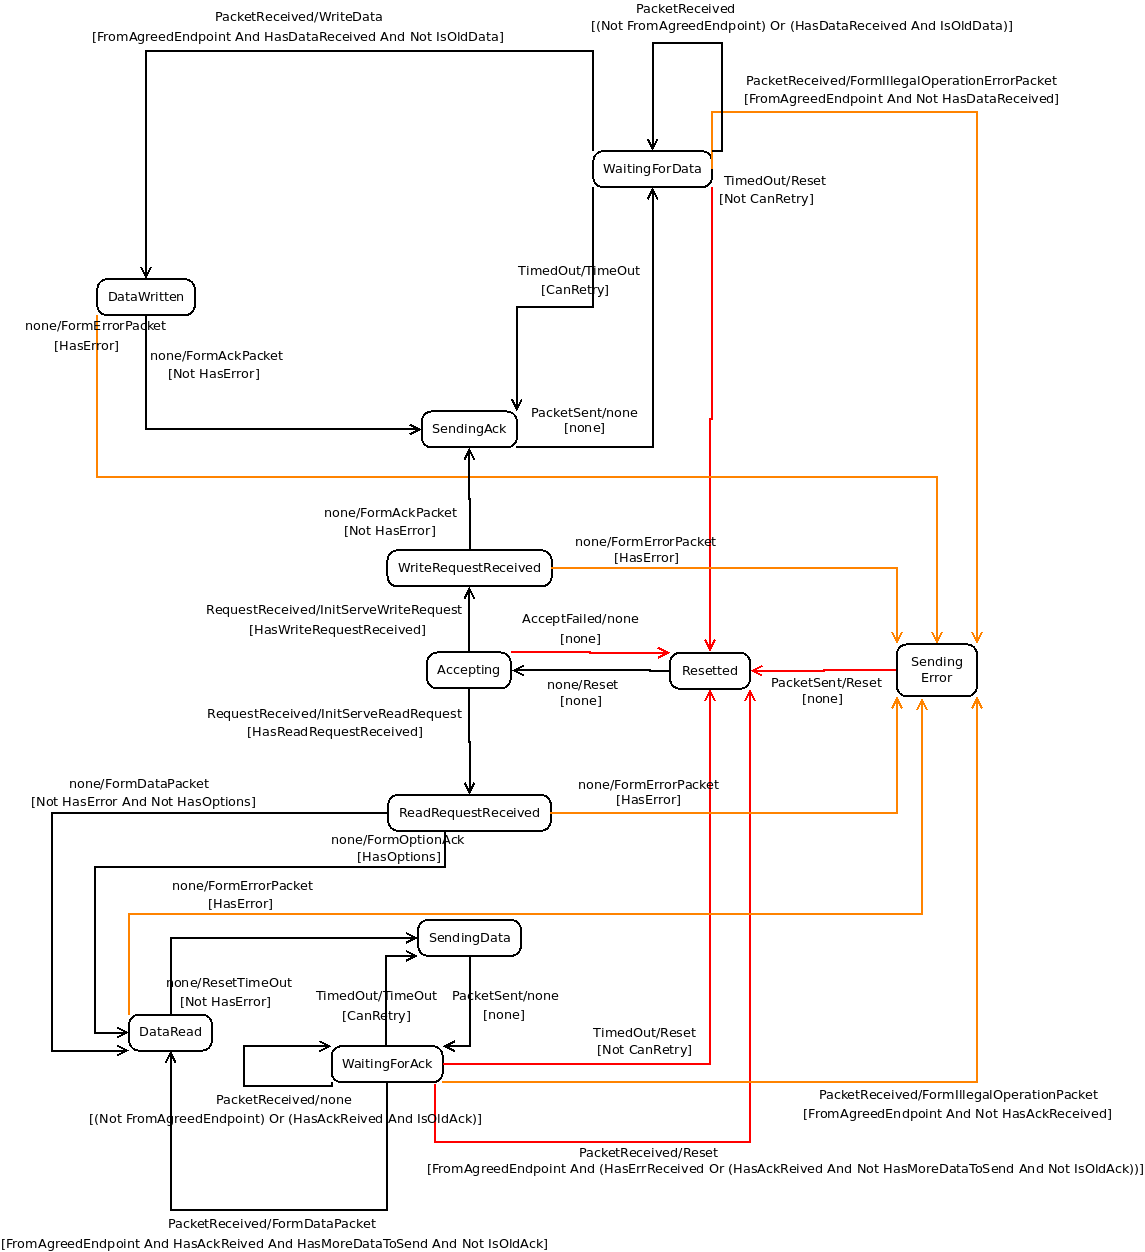 PacketReceived/WriteData
[FromAgreedEndpoint And HasDataReceived And Not IsOldData]
PacketReceived
[(Not FromAgreedEndpoint) Or (HasDataReceived And IsOldData)]
PacketReceived/FormIllegalOperationErrorPacket
[FromAgreedEndpoint And Not HasDataReceived]
WaitingForData
TimedOut/Reset
[Not CanRetry]
TimedOut/TimeOut
[CanRetry]
DataWritten
none/FormErrorPacket
[HasError]
none/FormAckPacket
[Not HasError]
SendingAck
PacketSent/none
[none]
none/FormAckPacket
[Not HasError]
none/FormErrorPacket
[HasError]
WriteRequestReceived
RequestReceived/InitServeWriteRequest
[HasWriteRequestReceived]
AcceptFailed/none
[none]
Accepting
Resetted
Sending
Error
none/Reset
[none]
PacketSent/Reset
[none]
RequestReceived/InitServeReadRequest
[HasReadRequestReceived]
none/FormDataPacket
[Not HasError And Not HasOptions]
none/FormErrorPacket
[HasError]
ReadRequestReceived
none/FormOptionAck
[HasOptions]
none/FormErrorPacket
[HasError]
SendingData
none/ResetTimeOut
[Not HasError]
TimedOut/TimeOut
[CanRetry]
PacketSent/none
[none]
DataRead
TimedOut/Reset
[Not CanRetry]
WaitingForAck
PacketReceived/none
[(Not FromAgreedEndpoint) Or (HasAckReived And IsOldAck)]
PacketReceived/FormIllegalOperationPacket
[FromAgreedEndpoint And Not HasAckReceived]
PacketReceived/Reset
[FromAgreedEndpoint And (HasErrReceived Or (HasAckReived And Not HasMoreDataToSend And Not IsOldAck))]
PacketReceived/FormDataPacket
[FromAgreedEndpoint And HasAckReived And HasMoreDataToSend And Not IsOldAck]